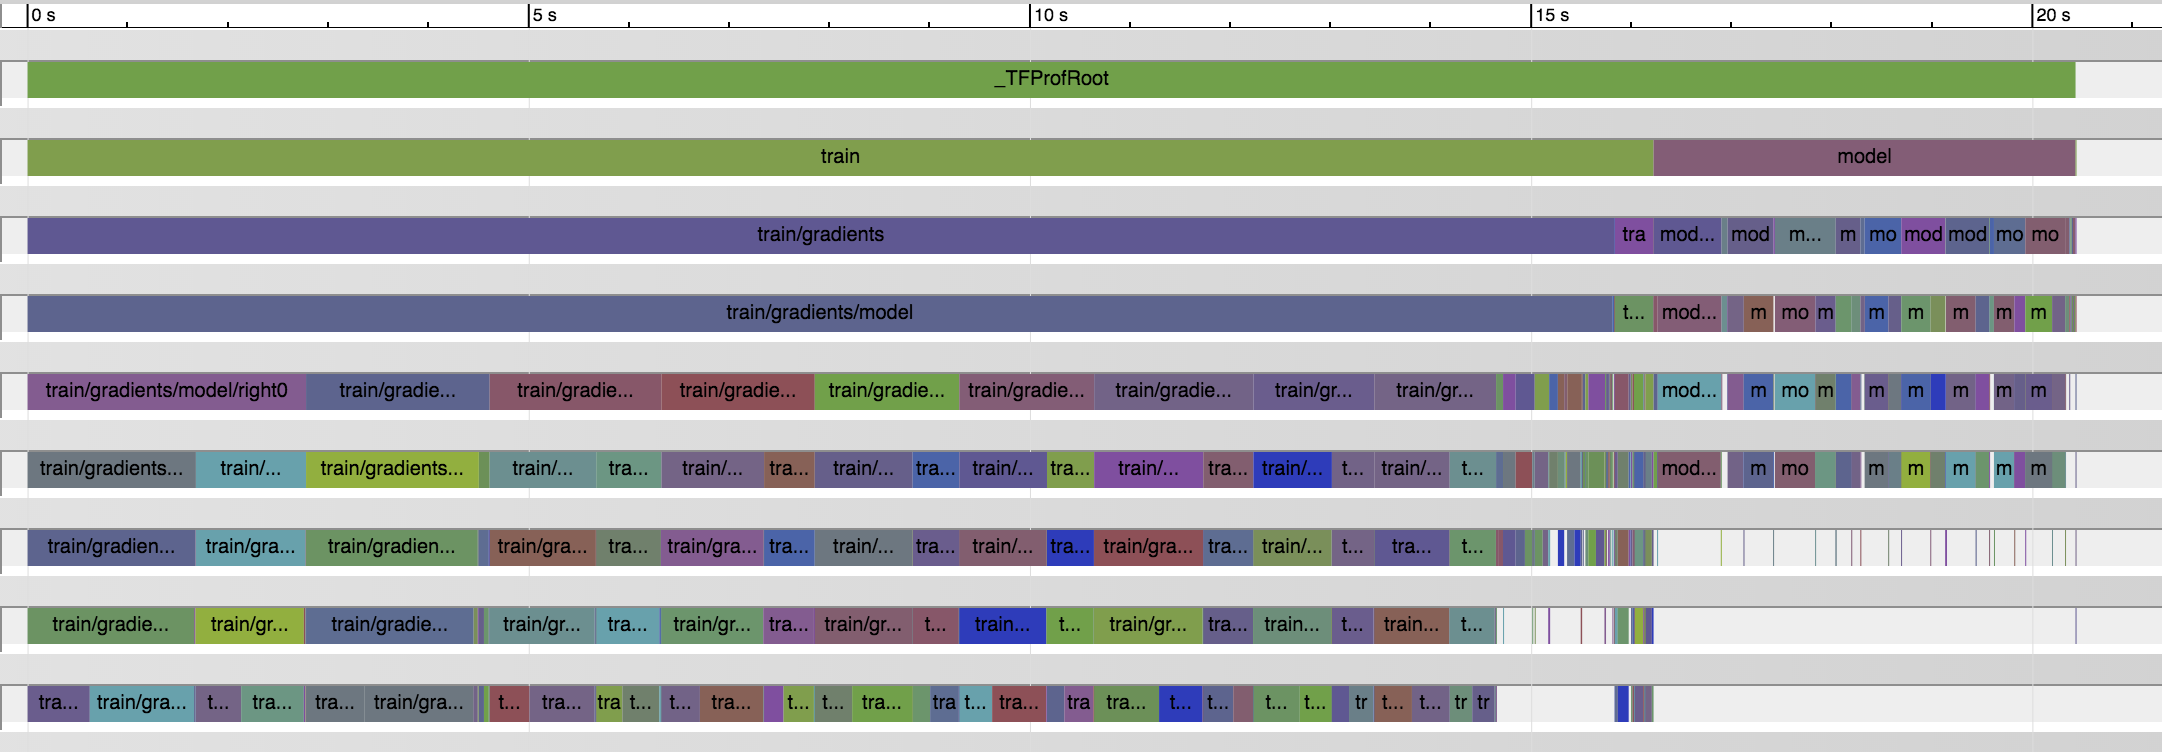 0 s 5 s 10 s 15 s 20 s
_TFProfRoot
train model
train/gradients tra mod... mod m... m mo mod mod mo mo
train/gradients/model t... mod... m mo m m m m m m
train/gradients/model/right0 train/gradie... train/gradie... train/gradie... train/gradie... train/gradie... train/gradie... train/gr... train/gr... mod... m mo m m m m m m
train/gradients... train/... train/gradients... train/... tra... train/... tra... train/... tra... train/... tra... train/... tra... train/... t... train/... t... mod... m mo m m m m m
train/gradien... train/gra... train/gradien... train/gra... tra... train/gra... tra... train/... tra... train/... tra... train/gra... tra... train/... t... tra... t...
train/gradie... train/gr... train/gradie... train/gr... tra... train/gr... tra... train/gr... t... train... t... train/gr... tra... train... t... train... t...
tra... train/gra... t... tra... tra... train/gra... t... tra... tra t... t... tra... t... t... tra... tra t... tra... tra tra... t... t... t... t... tr t... t... tr tr